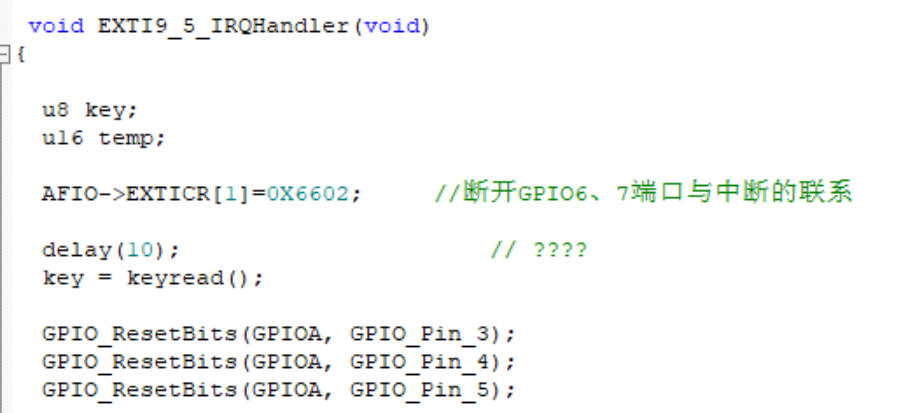 void EXTI9_5_IRQHandler(void)
{
u8 key;
u16 temp;
AFIO->EXTICR[1]=0X6602; //断开GPIO6、7端口与中断的联系
delay(10); // ????
key = keyread();
GPIO_ResetBits(GPIOA, GPIO_Pin_3);
GPIO_ResetBits(GPIOA, GPIO_Pin_4);
GPIO_ResetBits(GPIOA, GPIO_Pin_5);